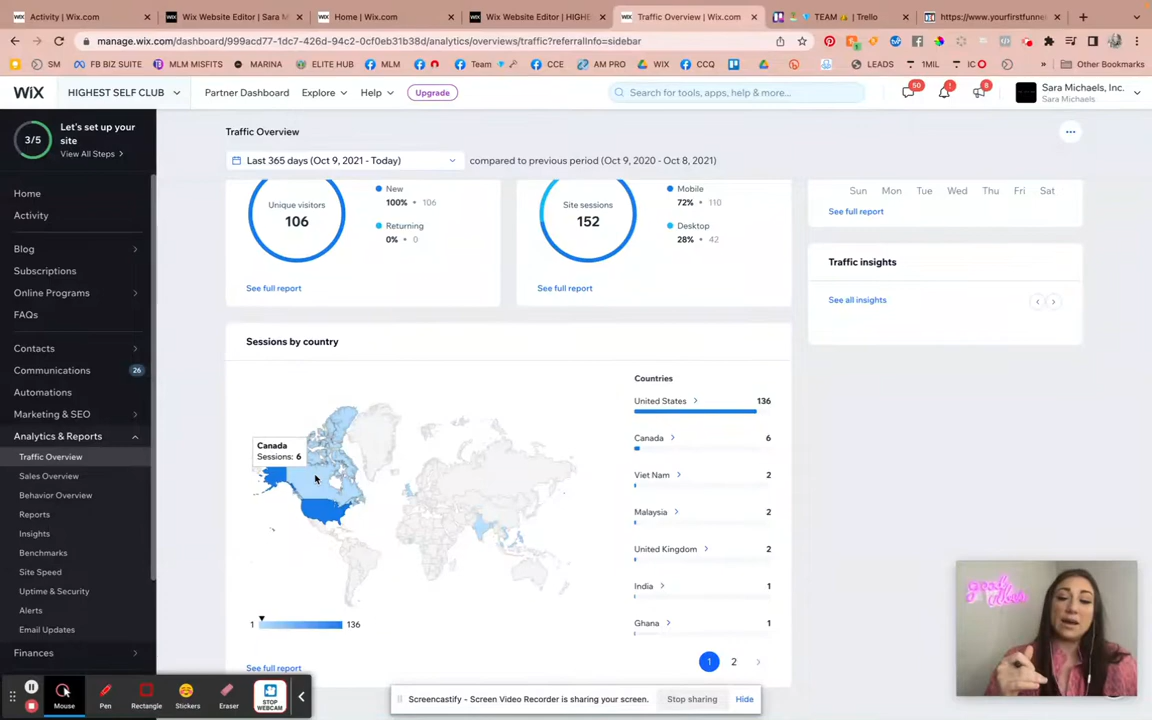 Activity | Wix.com
Wix Website Editor | Sara M
Home | Wix.com
Wix Website Editor | HIGHE
Traffic Overview | Wix.com
TEAM | Trello
https://www.yourfirstfunne
manage.wix.com/dashboard/999acd77-1dc7-426d-94c2-0cf0eb31b38d/analytics/overviews/traffic?referralInfo=sidebar
SM
FB BIZ SUITE
MLM MISFITS
MARINA
ELITE HUB
MLM
Team
CCE
AM PRO
WIX
CCQ
LEADS
1MIL
IC
Other Bookmarks
WiX
HIGHEST SELF CLUB
Partner Dashboard
Explore
Help
Upgrade
Search for tools, apps, help & more...
50
1
8
Sara Michaels, Inc.
Sara Michaels
3/5
Let's set up your
site
View All Steps
Home
Activity
Blog
Subscriptions
Online Programs
FAQs
Contacts
Communications
26
Automations
Marketing & SEO
Analytics & Reports
Traffic Overview
Sales Overview
Behavior Overview
Reports
Insights
Benchmarks
Site Speed
Uptime & Security
Alerts
Email Updates
Finances
Traffic Overview
Last 365 days (Oct 9, 2021 - Today)
compared to previous period (Oct 9, 2020 - Oct 8, 2021)
Unique visitors
106
New
100% • 106
Returning
0% • 0
See full report
Site sessions
152
Mobile
72% • 110
Desktop
28% • 42
See full report
Sun Mon Tue Wed Thu Fri Sat
See full report
Traffic insights
See all insights
Sessions by country
Canada
Sessions: 6
1
136
Countries
United States 136
Canada 6
Viet Nam 2
Malaysia 2
United Kingdom 2
India 1
Ghana 1
1 2
See full report
good
vibes
Mouse
Pen
Rectangle
Stickers
Eraser
STOP
WEBCAM
Screencastify - Screen Video Recorder is sharing your screen.
Stop sharing
Hide